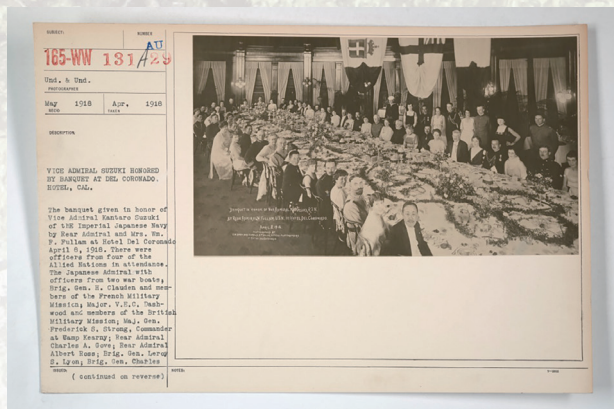 SUBJECT:
NUMBER
AU
165-WW 131A29
Und. & Und.
PHOTOGRAPHER
May 1918
RECD.
Apr. 1918
TAKEN
DESCRIPTION:
VICE ADMIRAL SUZUKI HONORED
BY BANQUET AT DEL CORONADO.
HOTEL, CAL.
The banquet given in honor of
Vice Admiral Kantaro Suzuki
of thE Imperial Japanese Navy
by Rear Admiral and Mrs. Wm.
F. Fullam at Hotel Del Coronado
April 6, 1918. There were
officers from four of the
Allied Nations in attendance.
The Japanese Admiral with
officers from two war boats;
Brig. Gen. H. Clauden and mem-
bers of the French Military
Mission; Major. V.E.C. Dash-
wood and members of the British
Military Mission; Maj. Gen.
Frederick S. Strong, Commander
at Wamp Kearny; Rear Admiral
Charles A. Gove; Rear Admiral
Albert Ross; Brig. Gen. Leroy
S. Lyon; Brig. Gen. Charles
ISSUED:
( continued on reverse)
NOTES: